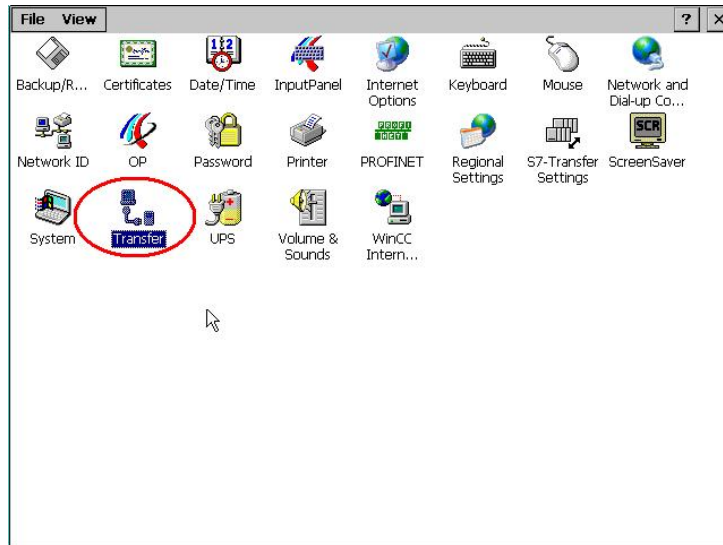 File View ? ×
Backup/R... Certificates Date/Time InputPanel Internet Options Keyboard Mouse Network and Dial-up Co...
Network ID OP Password Printer PROFINET Regional Settings S7-Transfer Settings ScreenSaver
System Transfer UPS Volume & Sounds WinCC Intern...